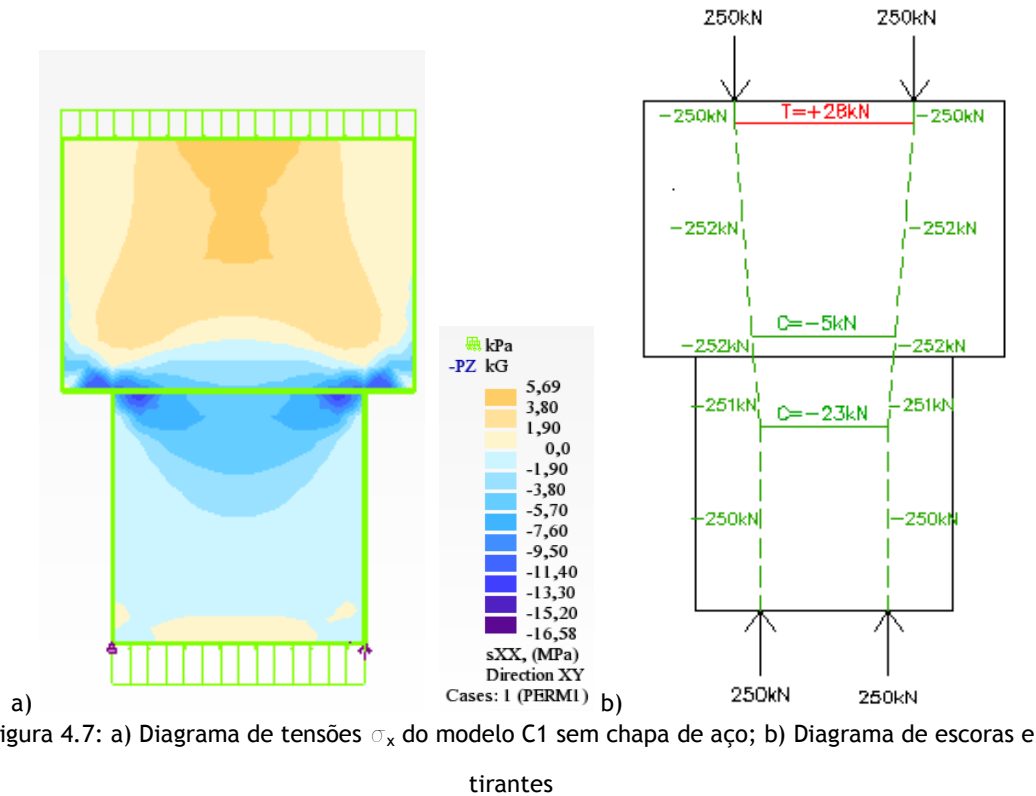 250kN
250kN
-250kN
T=+28kN
-250kN
-252kN
-252kN
C=-5kN
-252kN
-252kN
-251kN
-251kN
C=-23kN
-250kN
-250kN
250kN
250kN
kPa
-PZ kG
5,69
3,80
1,90
0,0
-1,90
-3,80
-5,70
-7,60
-9,50
-11,40
-13,30
-15,20
-16,58
sXX, (MPa)
Direction XY
Cases: 1 (PERM1)
a)
b)
igura 4.7: a) Diagrama de tensões σx do modelo C1 sem chapa de aço; b) Diagrama de escoras e
tirantes